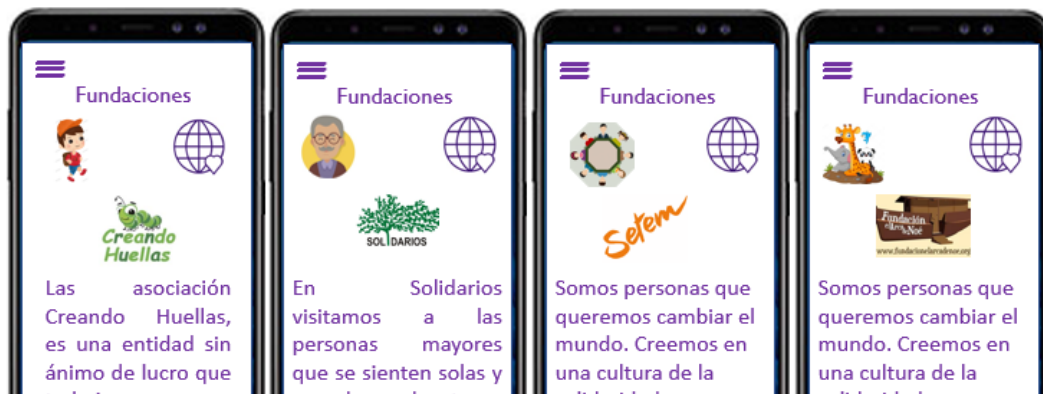 Fundaciones
Creando
Huellas
Las asociación
Creando Huellas,
es una entidad sin
ánimo de lucro que
Fundaciones
SOLIDARIOS
En Solidarios
visitamos a las
personas mayores
que se sienten solas y
Fundaciones
Setem
Somos personas que
queremos cambiar el
mundo. Creemos en
una cultura de la
Fundaciones
Fundación
el Arca de Noé
www.fundacionelarcadenoe.org
Somos personas que
queremos cambiar el
mundo. Creemos en
una cultura de la